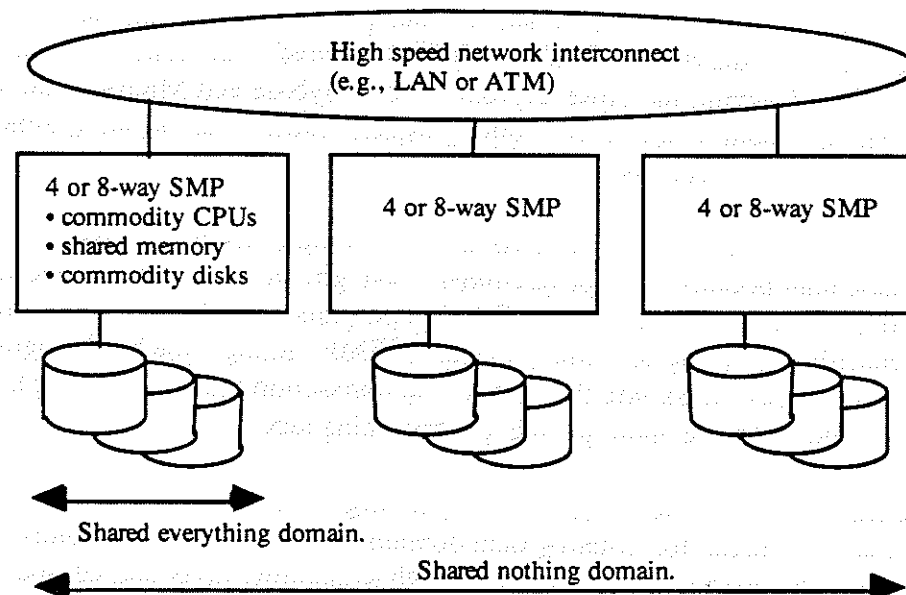 High speed network interconnect
(e.g., LAN or ATM)
4 or 8-way SMP
• commodity CPUs
• shared memory
• commodity disks
4 or 8-way SMP
4 or 8-way SMP
Shared everything domain.
Shared nothing domain.